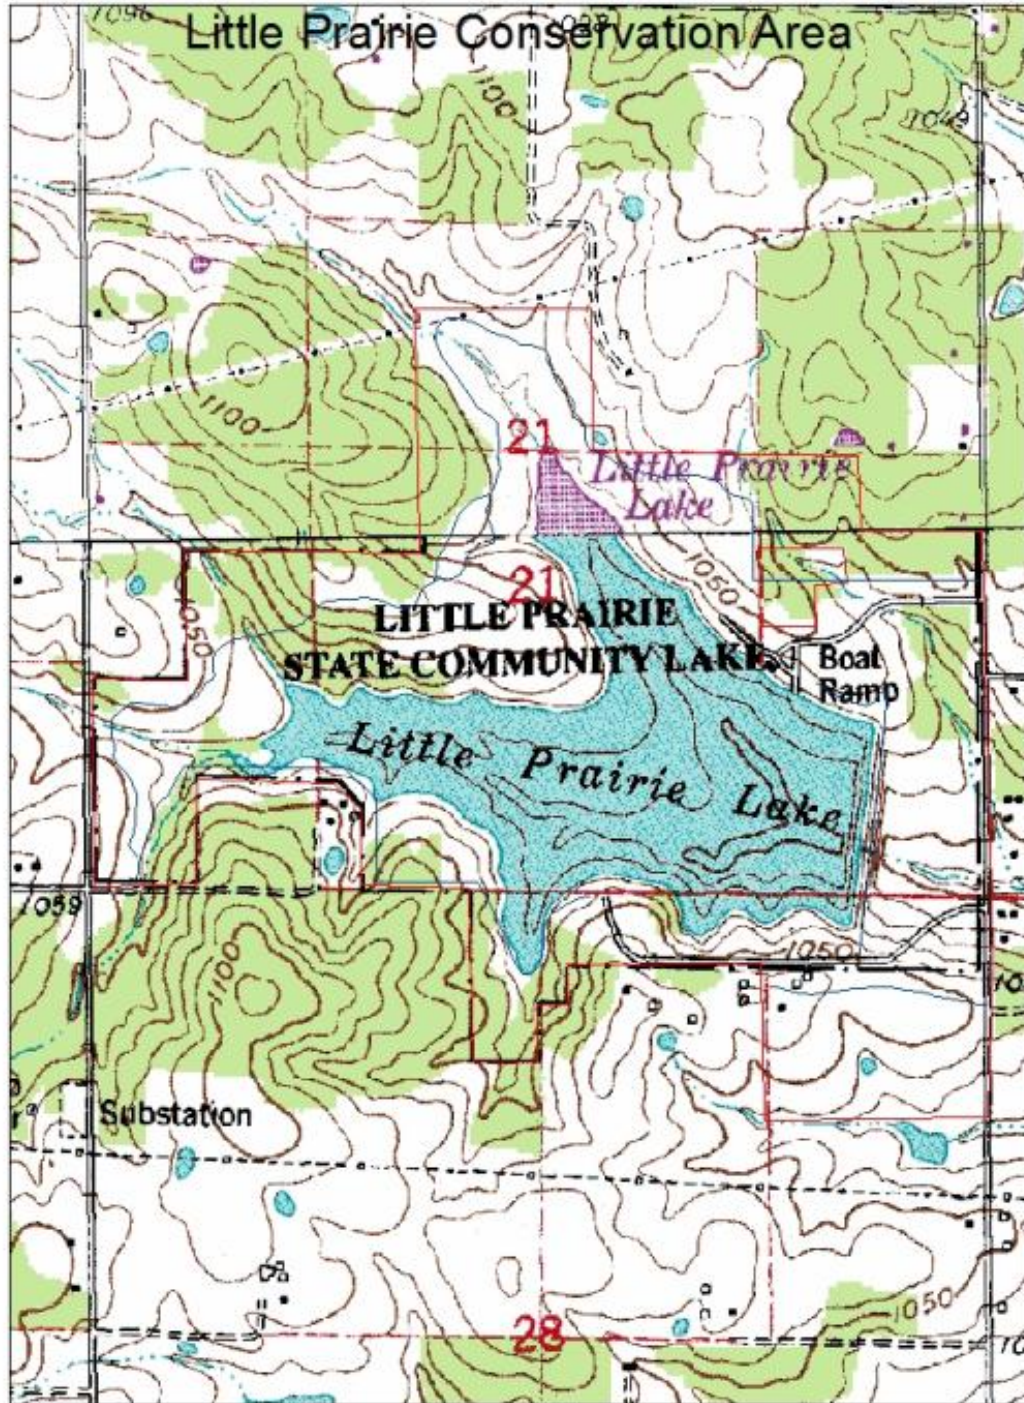 1096
Little Prairie Conservation Area
1100
1049
1100
21
Little Prairie
Lake
1050
21
1050
LITTLE PRAIRIE
STATE COMMUNITY LAKE
Boat
Ramp
Little Prairie Lake
1059
1100
1050
Substation
1050
28